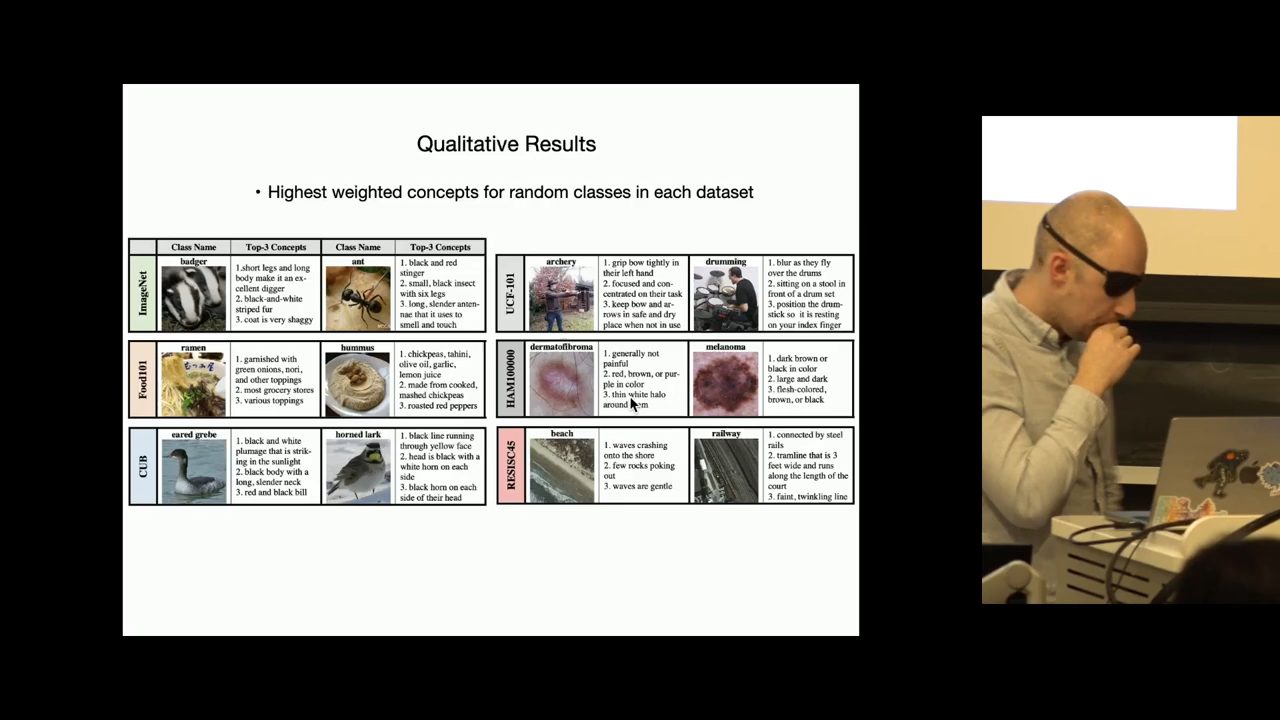 Qualitative Results
• Highest weighted concepts for random classes in each dataset
Class Name
Top-3 Concepts
Class Name
Top-3 Concepts
ImageNet
badger
1.short legs and long
body make it an ex-
cellent digger
2. black-and-white
striped fur
3. coat is very shaggy
ant
1. black and red
stinger
2. small, black insect
with six legs
3. long, slender anten-
nae that it uses to
smell and touch
Food101
ramen
1. garnished with
green onions, nori,
and other toppings
2. most grocery stores
3. various toppings
hummus
1. chickpeas, tahini,
olive oil, garlic,
lemon juice
2. made from cooked,
mashed chickpeas
3. roasted red peppers
CUB
eared grebe
1. black and white
plumage that is strik-
ing in the sunlight
2. black body with a
long, slender neck
3. red and black bill
horned lark
1. black line running
through yellow face
2. head is black with a
white horn on each
side
3. black horn on each
side of their head
UCF-101
archery
1. grip bow tightly in
their left hand
2. focused and con-
centrated on their task
3. keep bow and ar-
rows in safe and dry
place when not in use
drumming
1. blur as they fly
over the drums
2. sitting on a stool in
front of a drum set
3. position the drum-
stick so it is resting
on your index finger
HAM100000
dermatofibroma
1. generally not
painful
2. red, brown, or pur-
ple in color
3. thin white halo
around
melanoma
1. dark brown or
black in color
2. large and dark
3. flesh-colored,
brown, or black
RESISC45
beach
1. waves crashing
onto the shore
2. few rocks poking
out
3. waves are gentle
railway
1. connected by steel
rails
2. tramline that is 3
feet wide and runs
along the length of the
court
3. faint, twinkling line